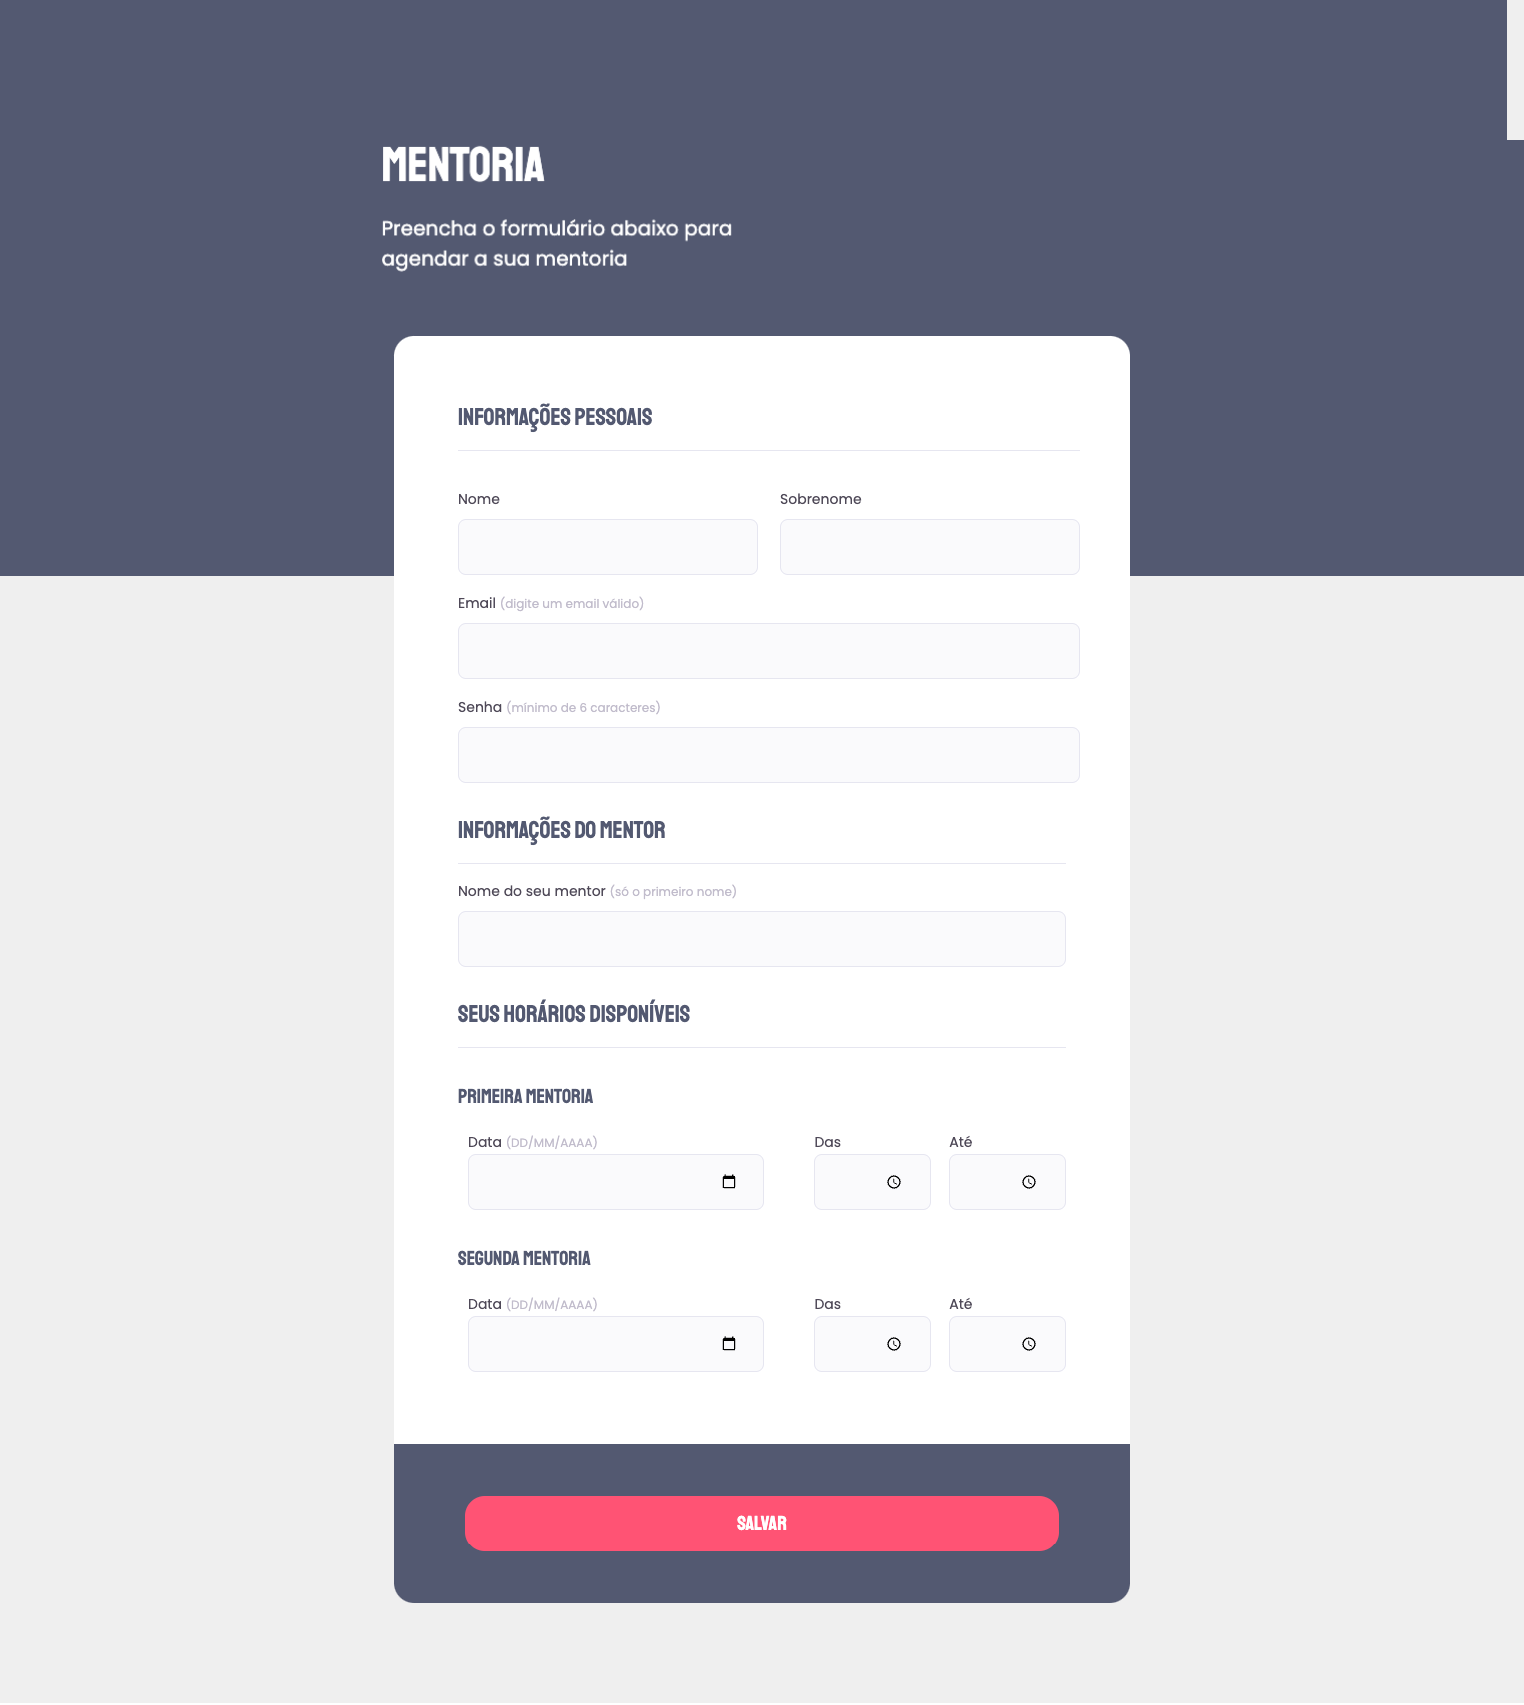 MENTORIA
Preencha o formulário abaixo para
agendar a sua mentoria
INFORMAÇÕES PESSOAIS
Nome Sobrenome
Email (digite um email válido)
Senha (mínimo de 6 caracteres)
INFORMAÇÕES DO MENTOR
Nome do seu mentor (só o primeiro nome)
SEUS HORÁRIOS DISPONÍVEIS
PRIMEIRA MENTORIA
Data (DD/MM/AAAA) Das Até
SEGUNDA MENTORIA
Data (DD/MM/AAAA) Das Até
SALVAR